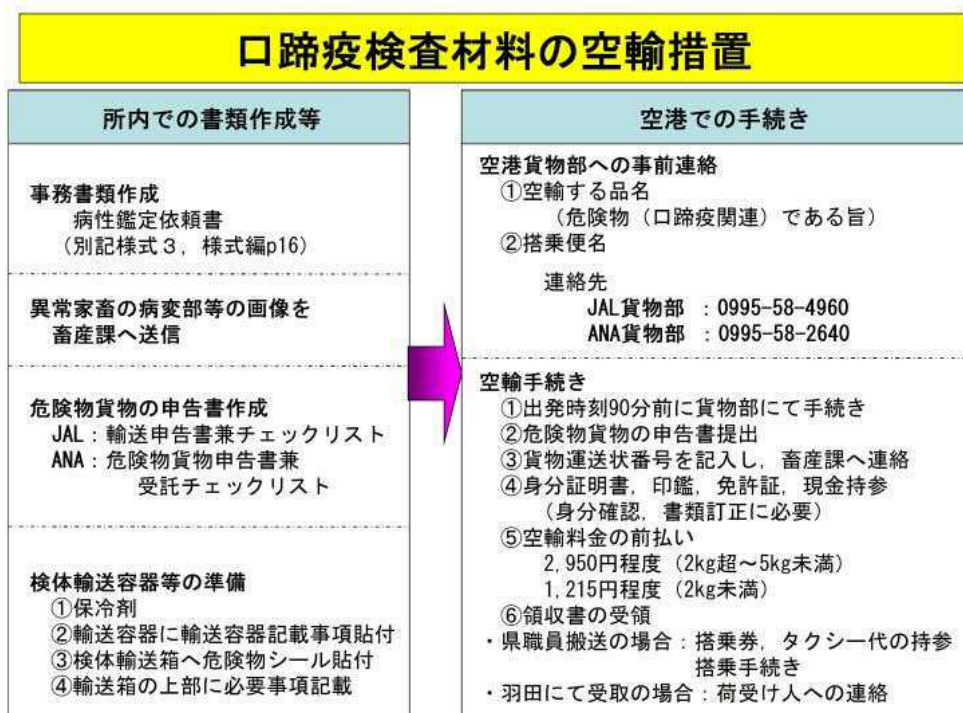 口蹄疫検査材料の空輸措置
所内での書類作成等
事務書類作成
病性鑑定依頼書
（別記様式３，様式編p16）
異常家畜の病変部等の画像を
畜産課へ送信
危険物貨物の申告書作成
JAL：輸送申告書兼チェックリスト
ANA：危険物貨物申告書兼
受託チェックリスト
検体輸送容器等の準備
①保冷剤
②輸送容器に輸送容器記載事項貼付
③検体輸送箱へ危険物シール貼付
④輸送箱の上部に必要事項記載
空港での手続き
空港貨物部への事前連絡
①空輸する品名
（危険物（口蹄疫関連）である旨）
②搭乗便名
連絡先
JAL貨物部 ：0995-58-4960
ANA貨物部 ：0995-58-2640
空輸手続き
①出発時刻90分前に貨物部にて手続き
②危険物貨物の申告書提出
③貨物運送状番号を記入し，畜産課へ連絡
④身分証明書，印鑑，免許証，現金持参
（身分確認，書類訂正に必要）
⑤空輸料金の前払い
2,950円程度（2kg超～5kg未満）
1,215円程度（2kg未満）
⑥領収書の受領
・県職員搬送の場合：搭乗券，タクシー代の持参
搭乗手続き
・羽田にて受取の場合：荷受け人への連絡